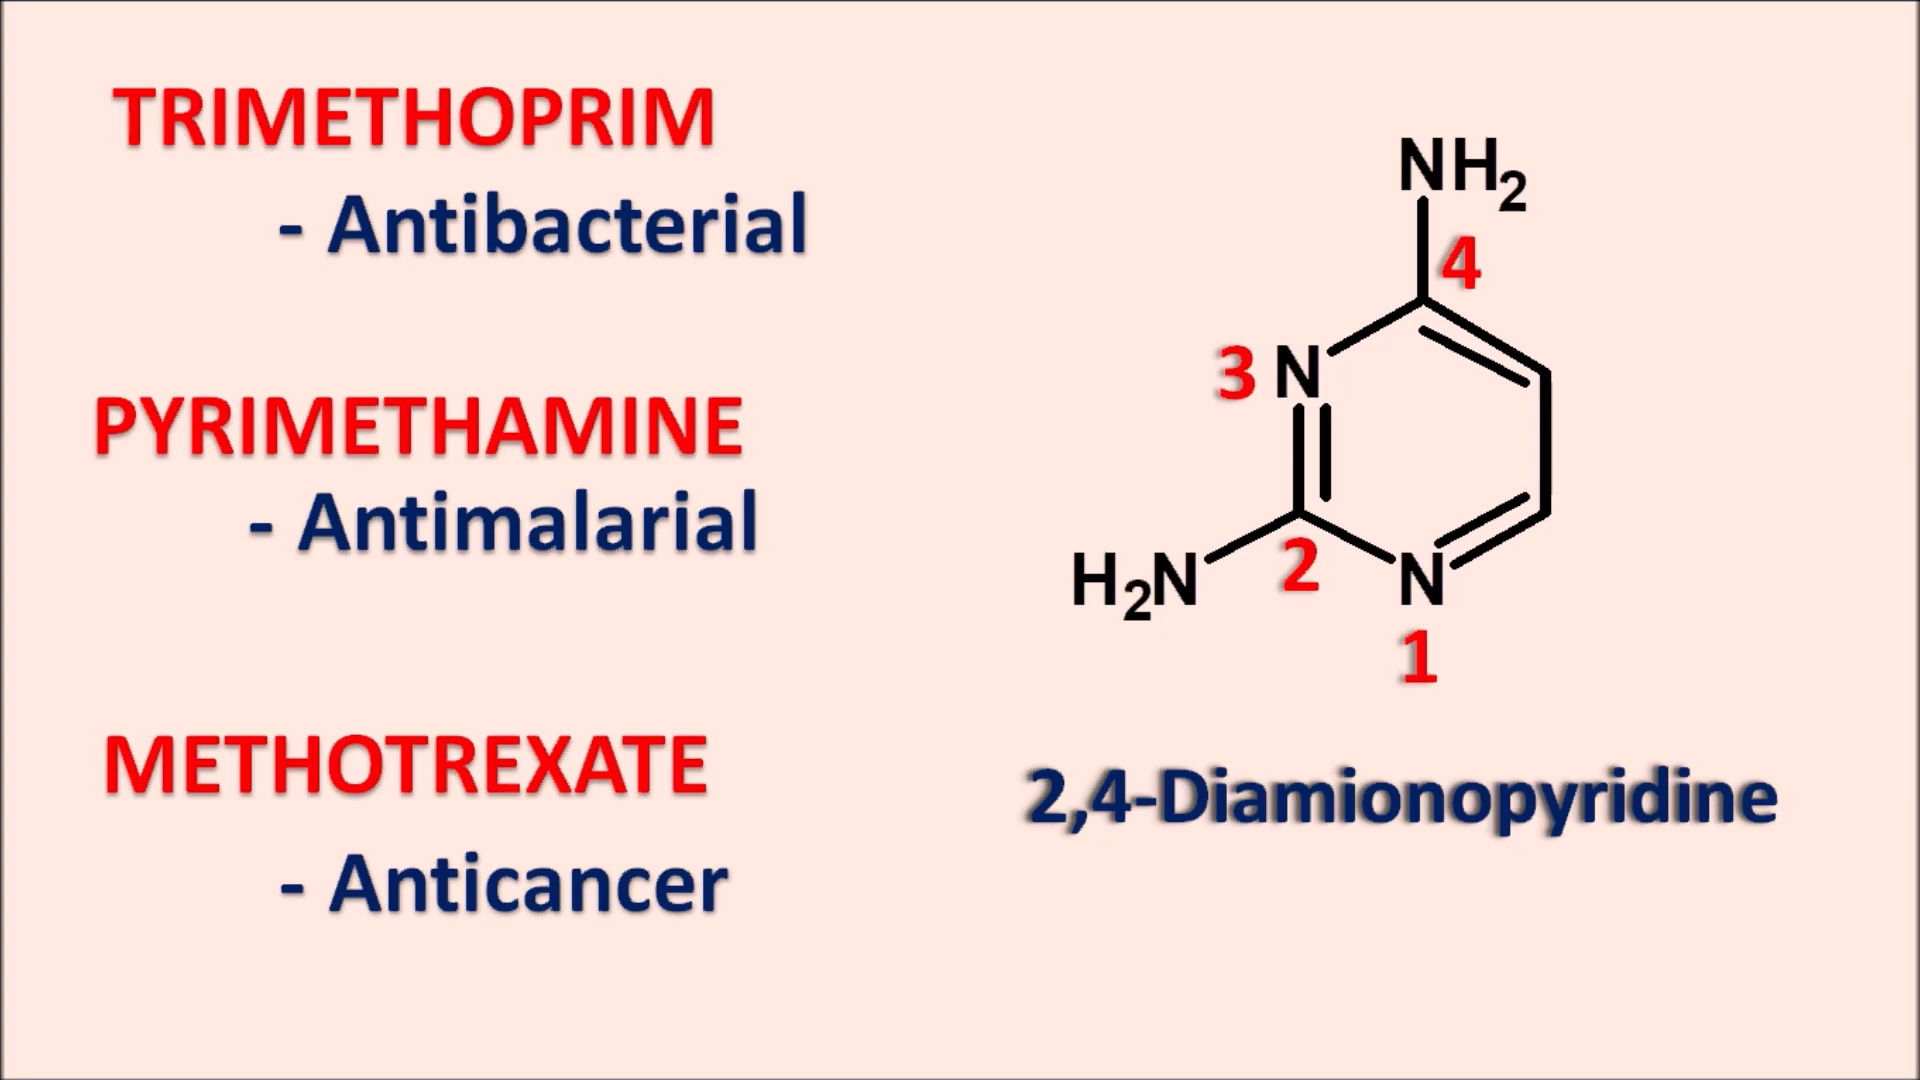 TRIMETHOPRIM
- Antibacterial
PYRIMETHAMINE
- Antimalarial
METHOTREXATE
- Anticancer
NH2
4
3 N
H2N 2 N
1
2,4-Diamionopyridine